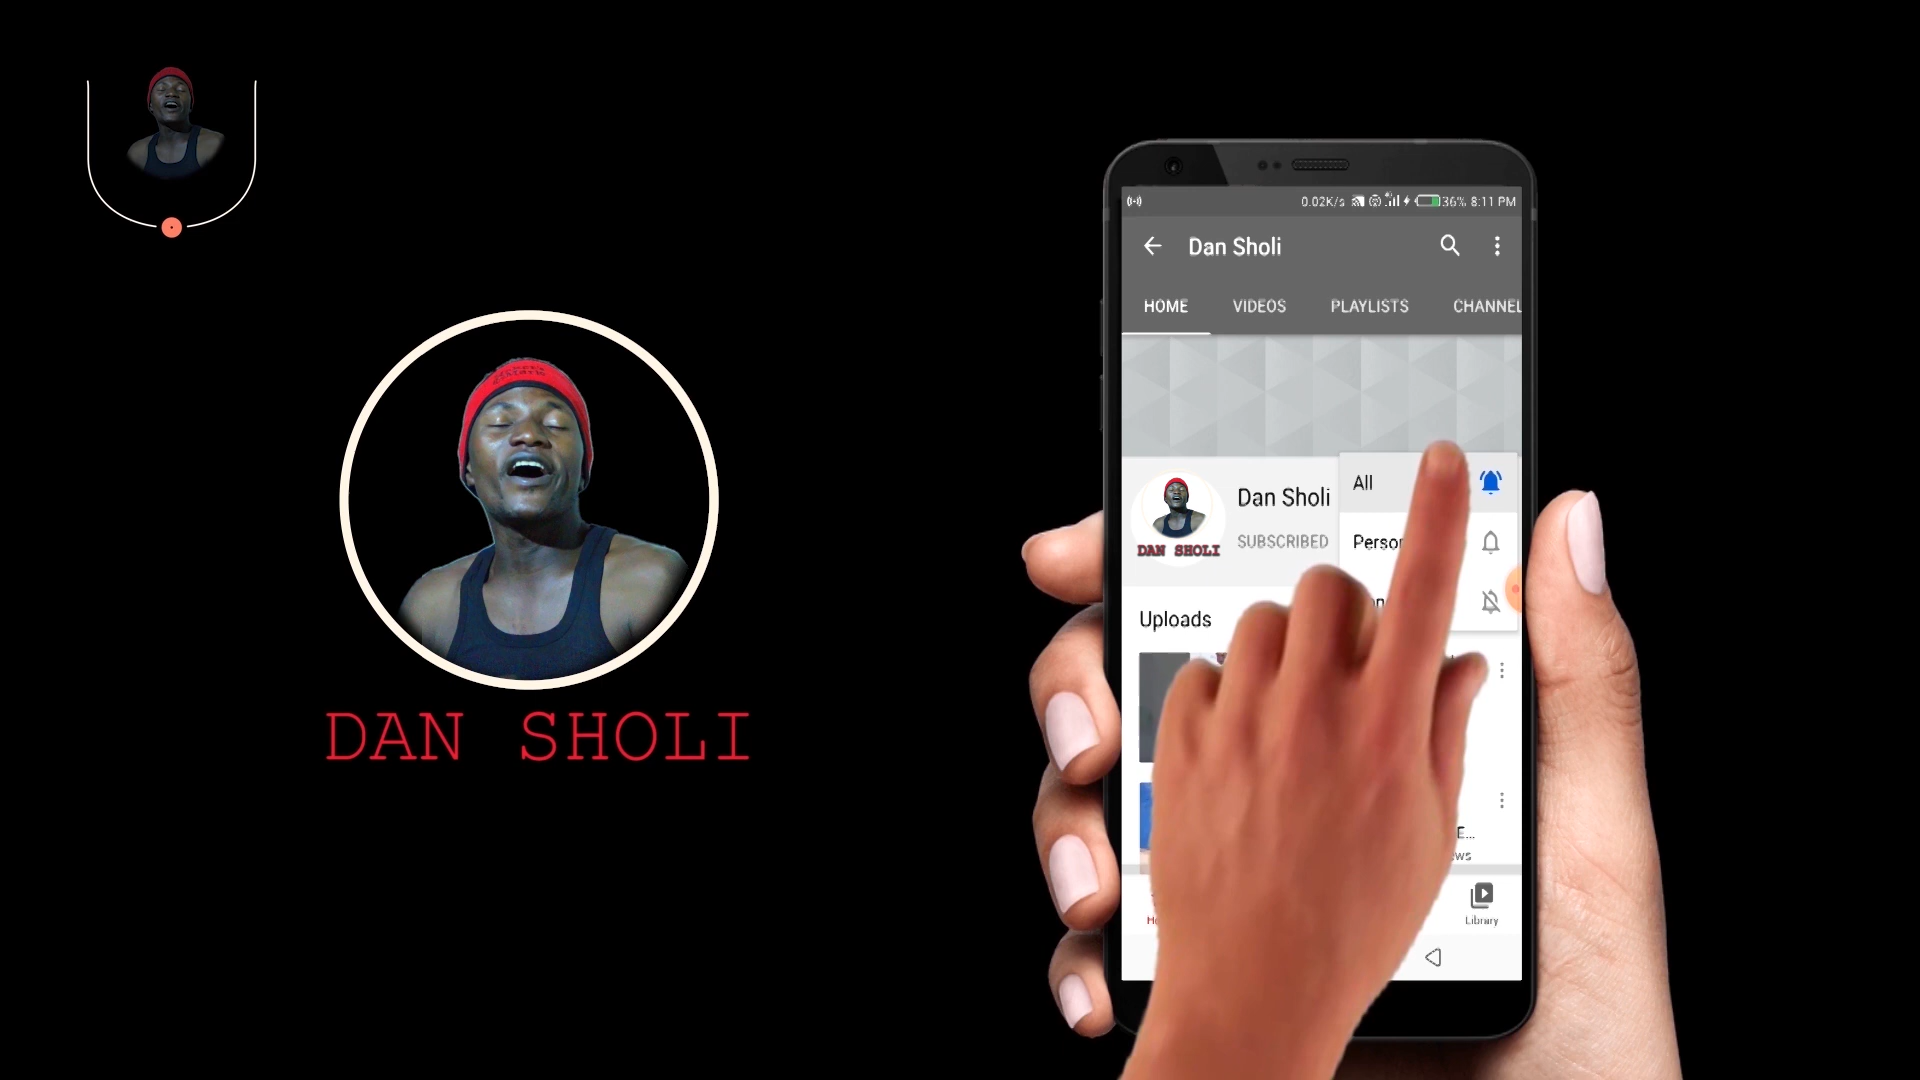 DAN SHOLI
0.02K/s 36% 8:11 PM
Dan Sholi
HOME VIDEOS PLAYLISTS CHANNEL
All
Dan Sholi
SUBSCRIBED
DAN SHOLI
Uploads
E...
Library